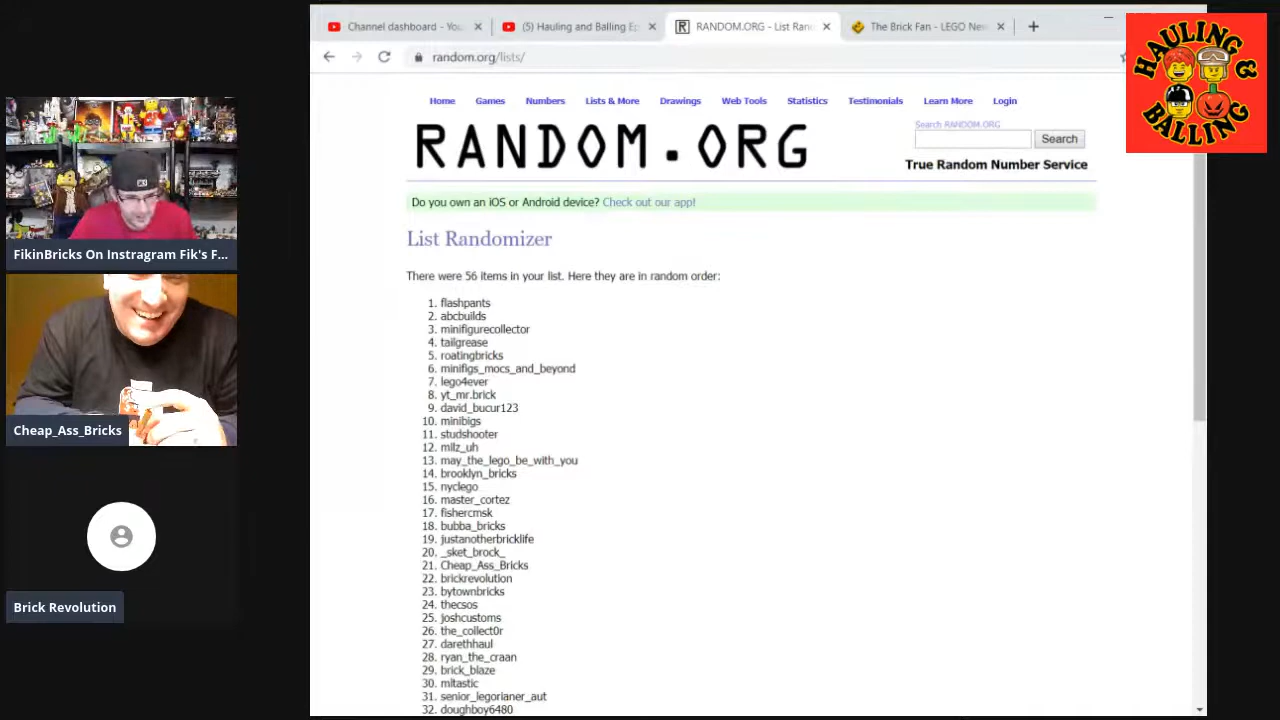 Channel dashboard - You
(5) Hauling and Balling Ep
RANDOM.ORG - List Ran
The Brick Fan - LEGO New
random.org/lists/
HAULING &
BALLING
Home Games Numbers Lists & More Drawings Web Tools Statistics Testimonials Learn More Login
RANDOM.ORG
Search RANDOM.ORG
Search
True Random Number Service
Do you own an iOS or Android device? Check out our app!
List Randomizer
There were 56 items in your list. Here they are in random order:
1. flashpants
2. abcbuilds
3. minifigurecollector
4. tailgrease
5. roatingbricks
6. minifigs_mocs_and_beyond
7. lego4ever
8. yt_mr.brick
9. david_bucur123
10. minibigs
11. studshooter
12. milz_uh
13. may_the_lego_be_with_you
14. brooklyn_bricks
15. nyclego
16. master_cortez
17. fishercmsk
18. bubba_bricks
19. justanotherbricklife
20. _sket_brock_
21. Cheap_Ass_Bricks
22. brickrevolution
23. bytownbricks
24. thecsos
25. joshcustoms
26. the_collect0r
27. darethhaul
28. ryan_the_craan
29. brick_blaze
30. mltastic
31. senior_legorianer_aut
32. doughboy6480
FikinBricks On Instragram Fik's F...
Cheap_Ass_Bricks
Brick Revolution